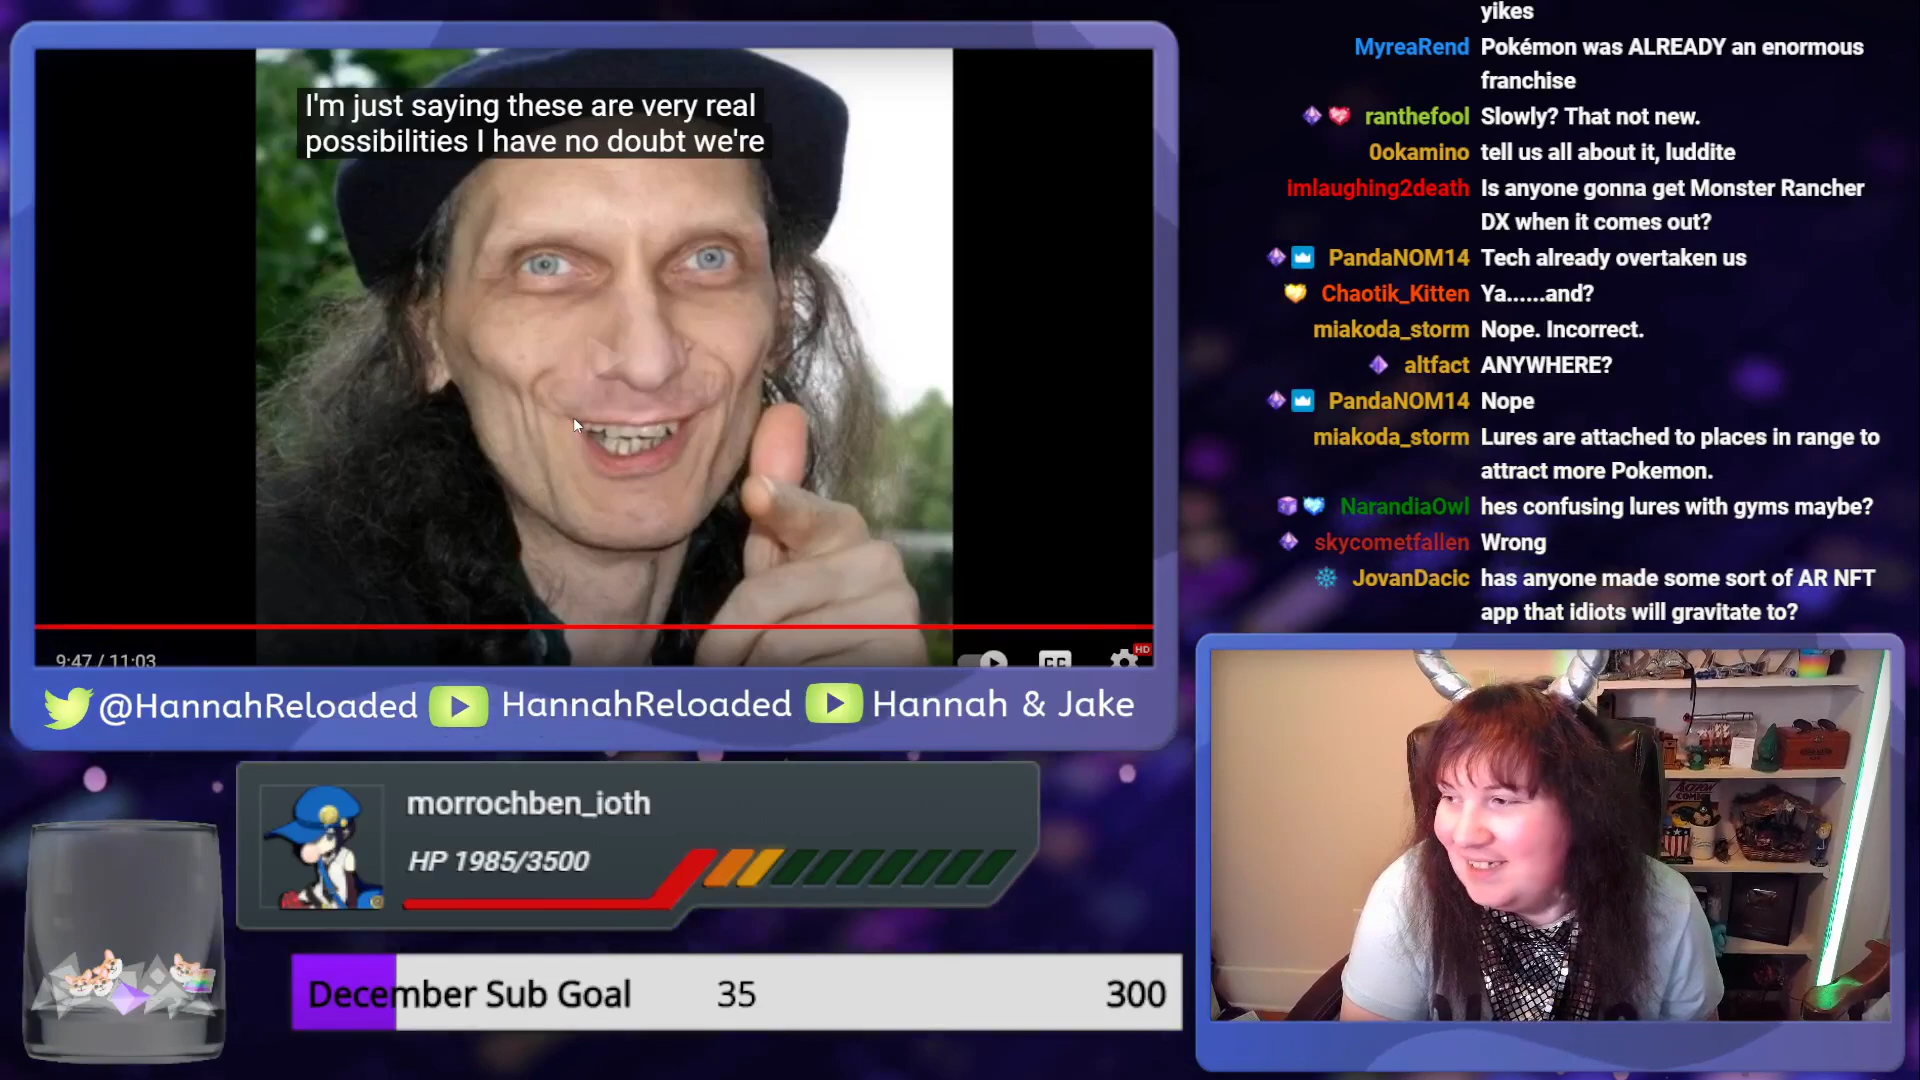 I'm just saying these are very real
possibilities I have no doubt we're
9:47 / 11:03
CC
HD
@HannahReloaded HannahReloaded Hannah & Jake
morrochben_ioth
HP 1985/3500
December Sub Goal 35 300
yikes
MyreaRend Pokémon was ALREADY an enormous
franchise
ranthefool Slowly? That not new.
0okamino tell us all about it, luddite
imlaughing2death Is anyone gonna get Monster Rancher
DX when it comes out?
PandaNOM14 Tech already overtaken us
Chaotik_Kitten Ya......and?
miakoda_storm Nope. Incorrect.
altfact ANYWHERE?
PandaNOM14 Nope
miakoda_storm Lures are attached to places in range to
attract more Pokemon.
NarandiaOwl hes confusing lures with gyms maybe?
skycometfallen Wrong
JovanDacic has anyone made some sort of AR NFT
app that idiots will gravitate to?
ACTION
COMICS